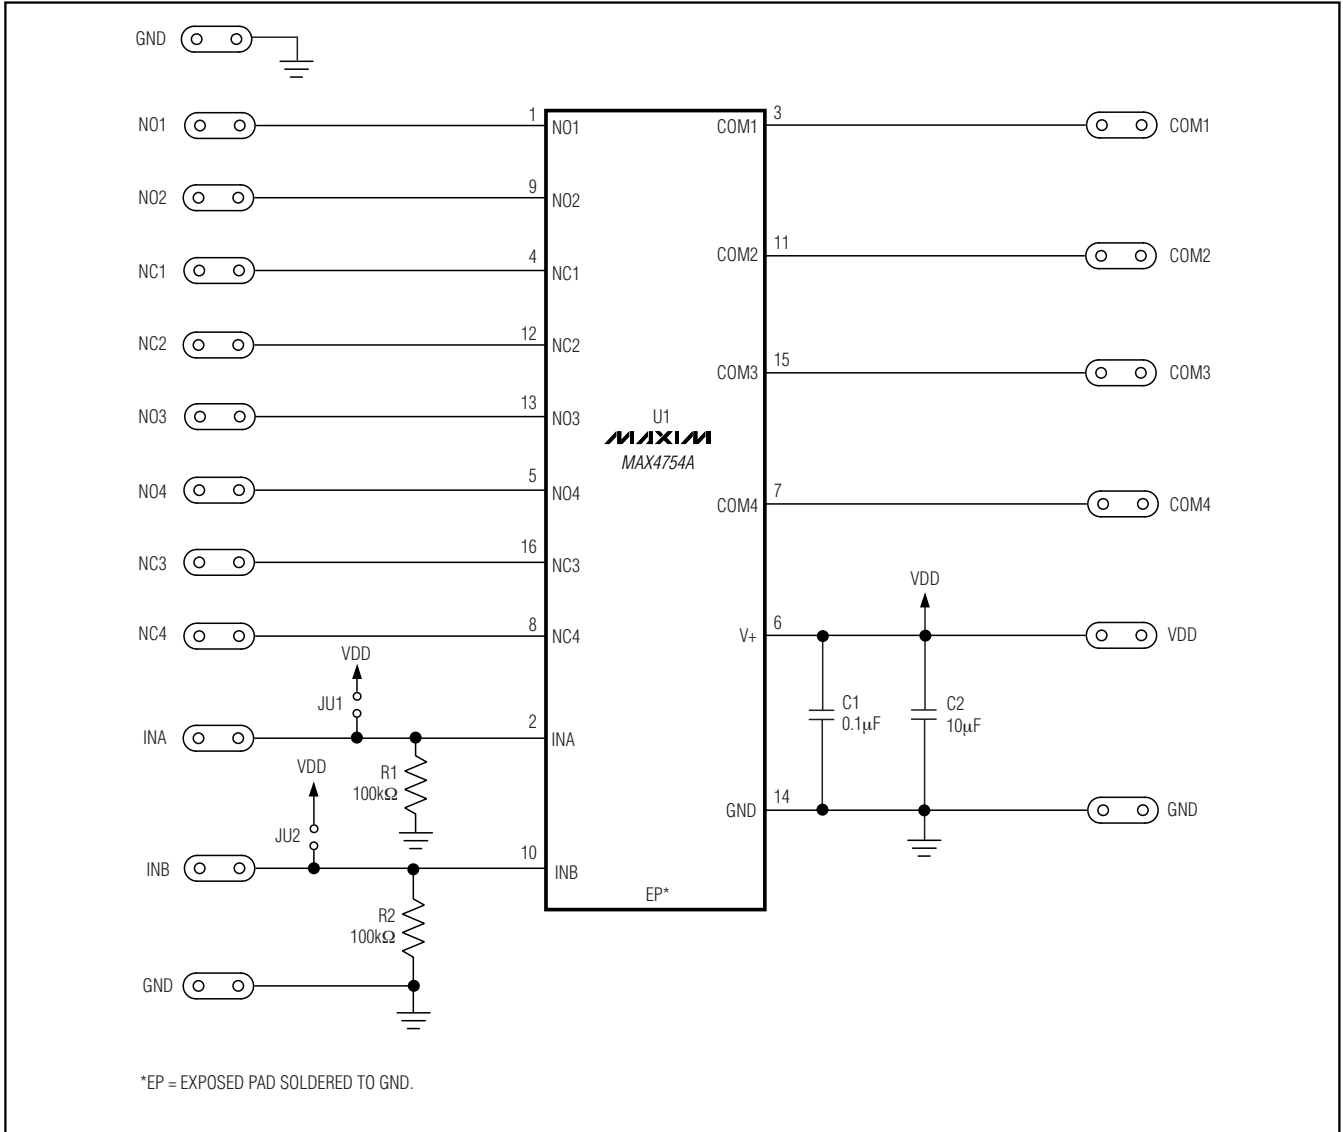 GND
NO1
1
NO1
COM1
3
COM1
NO2
9
NO2
COM2
11
COM2
NC1
4
NC1
NC2
12
NC2
COM3
15
COM3
NO3
13
NO3
U1
MAXIM
MAX4754A
NO4
5
NO4
COM4
7
COM4
NC3
16
NC3
VDD
NC4
8
NC4
V+
6
VDD
VDD
JU1
C1
0.1µF
C2
10µF
INA
2
INA
R1
100kΩ
VDD
JU2
GND
14
GND
INB
10
INB
EP*
R2
100kΩ
GND
*EP = EXPOSED PAD SOLDERED TO GND.